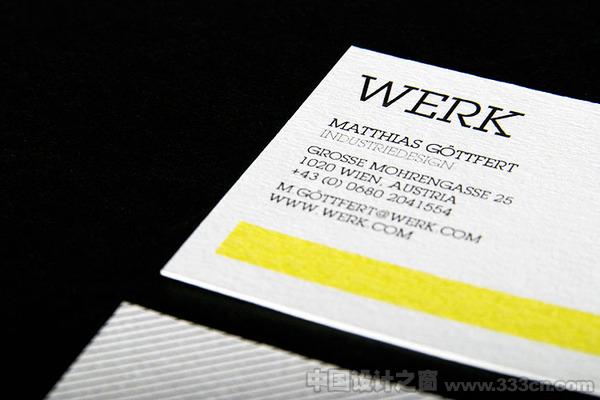 WERK
MATTHIAS GÖTTFERT
INDUSTRIEDESIGN
GROSSE MOHRENGASSE 25
1020 WIEN, AUSTRIA
+43 (0) 0680 2041554
M.GÖTTFERT@WERK.COM
WWW.WERK.COM
中国设计之窗 www.333cn.com